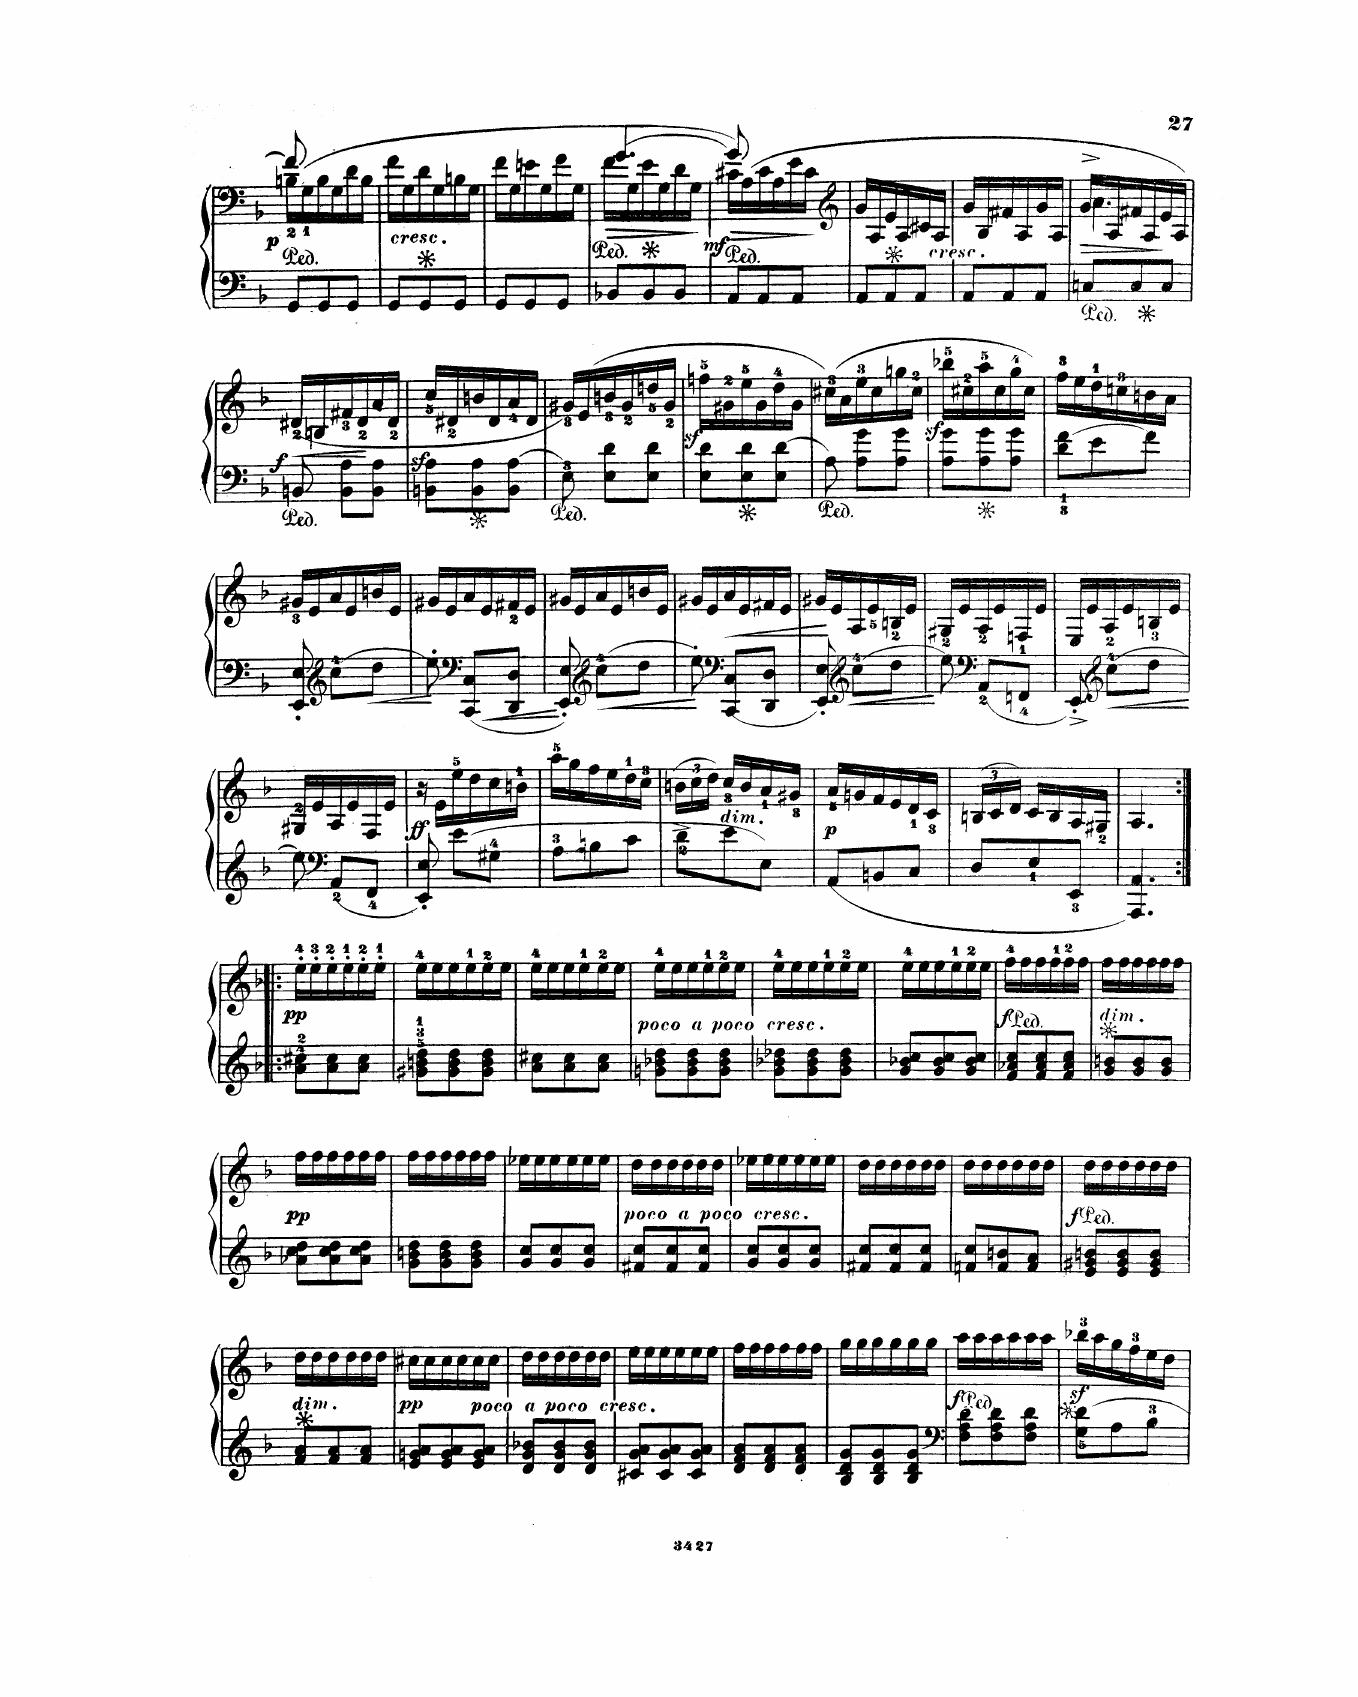 27
p cresc. mf cresc.
Ped. Ped. Ped.
Ped.
f sf sf sf
Ped. Ped. Ped.
ff dim. p
pp poco a poco cresc. f Ped. dim.
pp poco a poco cresc. f Ped.
dim. pp poco a poco cresc. f Ped. sf
3427